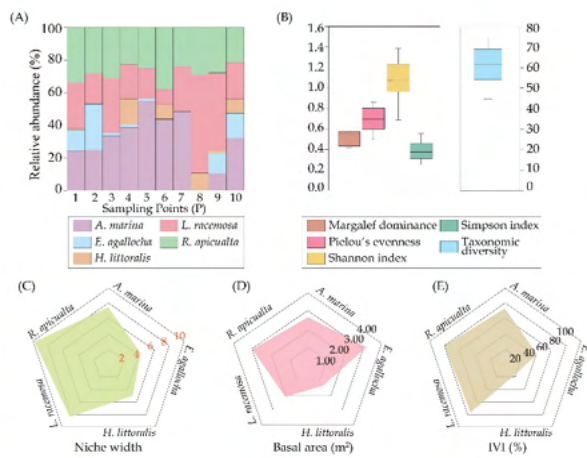 (A)
Relative abundance (%)
100
80
60
40
20
0
1 2 3 4 5 6 7 8 9 10
Sampling Points (P)
A. marina
L. racemosa
E. agallocha
R. apicualta
H. littoralis
(B)
1.6
1.4
1.2
1.0
0.8
0.6
0.4
0.2
0.0
80
70
60
50
40
30
20
10
0
Margalef dominance
Simpson index
Pielou's evenness
Taxonomic
diversity
Shannon index
(C)
A. marina
R. apicualta
E. agallocha
L. racemosa
H. littoralis
2 4 6 8 10
Niche width
(D)
A. marina
R. apicualta
E. agallocha
L. racemosa
H. littoralis
1.00
2.00
3.00
4.00
Basal area (m²)
(E)
A. marina
R. apicualta
E. agallocha
L. racemosa
H. littoralis
20 40 60 80 100
IVI (%)